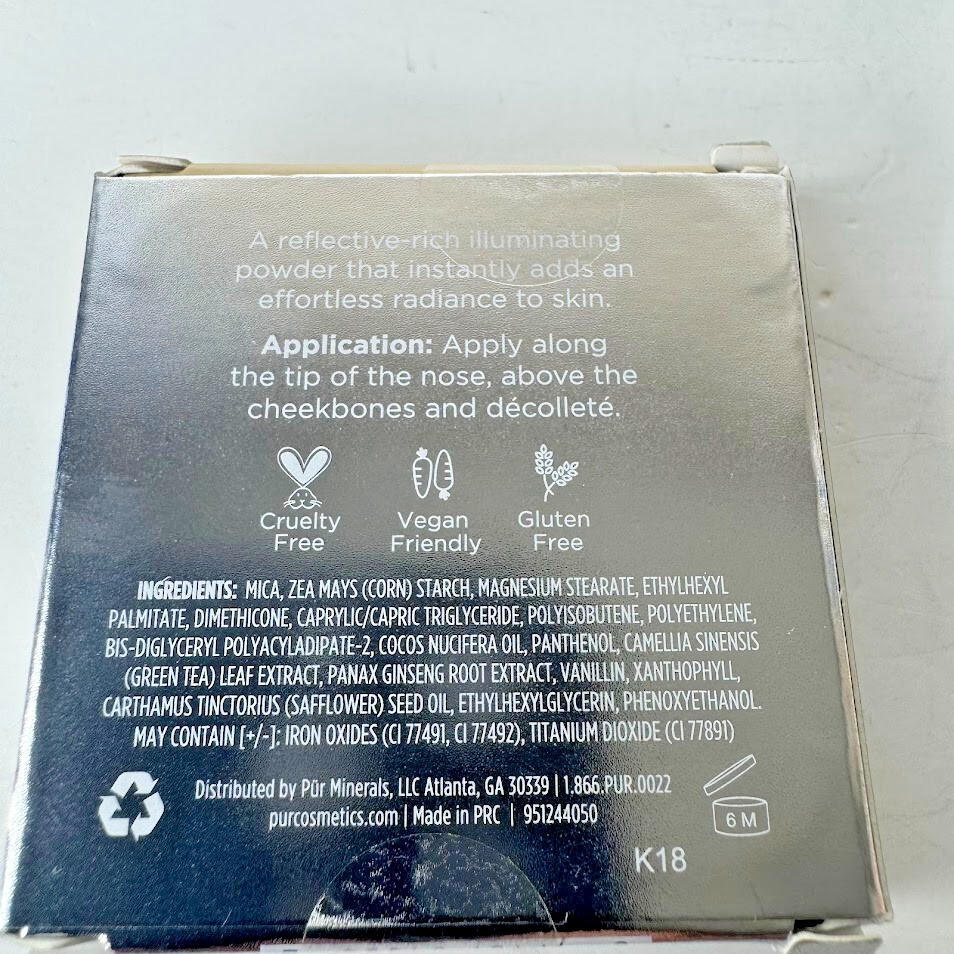 A reflective-rich illuminating
powder that instantly adds an
effortless radiance to skin.
Application: Apply along
the tip of the nose, above the
cheekbones and décolleté.
Cruelty Free
Vegan Friendly
Gluten Free
INGREDIENTS: MICA, ZEA MAYS (CORN) STARCH, MAGNESIUM STEARATE, ETHYLHEXYL
PALMITATE, DIMETHICONE, CAPRYLIC/CAPRIC TRIGLYCERIDE, POLYISOBUTENE, POLYETHYLENE,
BIS-DIGLYCERYL POLYACYLADIPATE-2, COCOS NUCIFERA OIL, PANTHENOL, CAMELLIA SINENSIS
(GREEN TEA) LEAF EXTRACT, PANAX GINSENG ROOT EXTRACT, VANILLIN, XANTHOPHYLL,
CARTHAMUS TINCTORIUS (SAFFLOWER) SEED OIL, ETHYLHEXYLGLYCERIN, PHENOXYETHANOL.
MAY CONTAIN [+/-]: IRON OXIDES (CI 77491, CI 77492), TITANIUM DIOXIDE (CI 77891)
Distributed by Pür Minerals, LLC Atlanta, GA 30339 | 1.866.PUR.0022
purcosmetics.com | Made in PRC | 951244050
6 M
K18